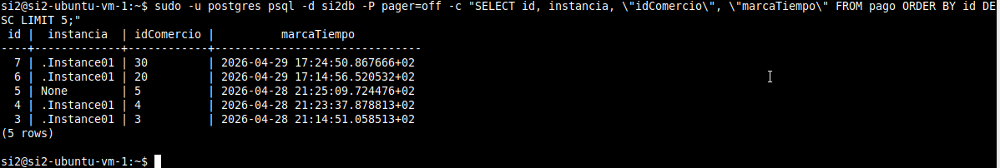 si2@si2-ubuntu-vm-1:~$ sudo -u postgres psql -d si2db -P pager=off -c "SELECT id, instancia, \"idComercio\", \"marcaTiempo\" FROM pago ORDER BY id DE
SC LIMIT 5;"
 id | instancia | idComercio | marcaTiempo
----+-------------+------------+-------------------------------
 7 | .Instance01 | 30 | 2026-04-29 17:24:50.867666+02
 6 | .Instance01 | 20 | 2026-04-29 17:14:56.520532+02
 5 | None | 5 | 2026-04-28 21:25:09.724476+02
 4 | .Instance01 | 4 | 2026-04-28 21:23:37.878813+02
 3 | .Instance01 | 3 | 2026-04-28 21:14:51.058513+02
(5 rows)
si2@si2-ubuntu-vm-1:~$